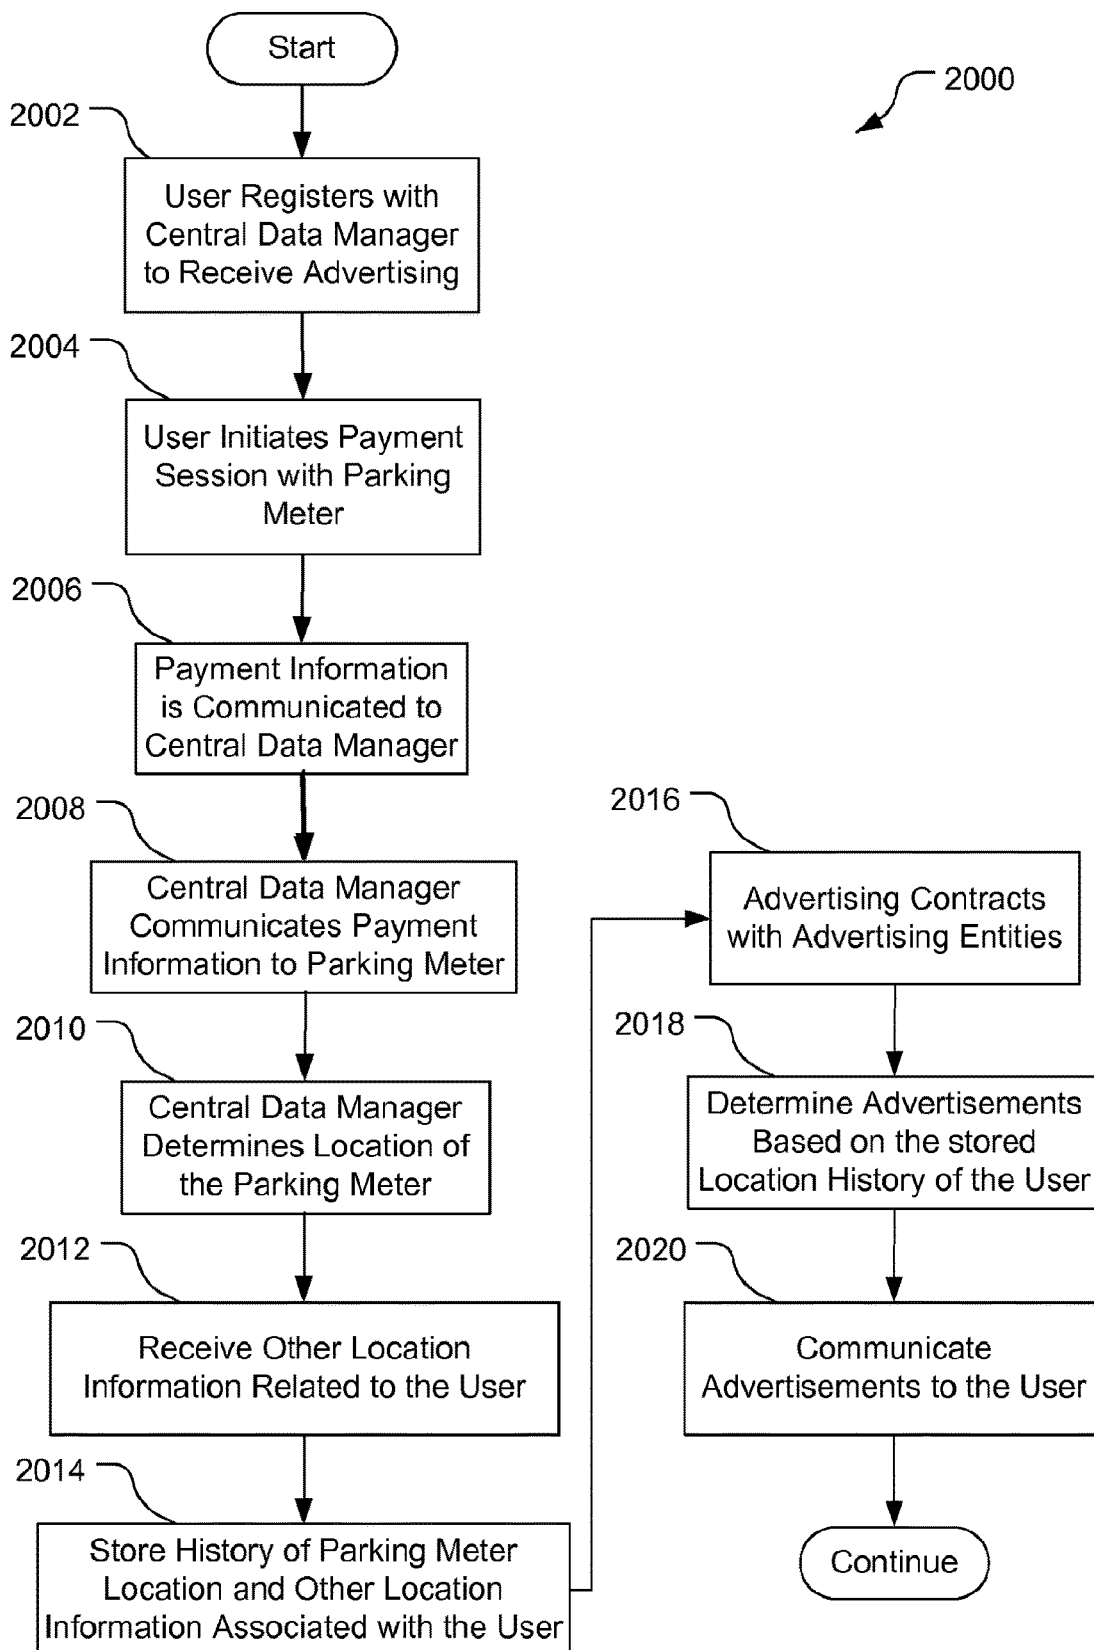 Start
2000
2002
User Registers with
Central Data Manager
to Receive Advertising
2004
User Initiates Payment
Session with Parking
Meter
2006
Payment Information
is Communicated to
Central Data Manager
2008
Central Data Manager
Communicates Payment
Information to Parking Meter
2010
Central Data Manager
Determines Location of
the Parking Meter
2012
Receive Other Location
Information Related to the User
2014
Store History of Parking Meter
Location and Other Location
Information Associated with the User
2016
Advertising Contracts
with Advertising Entities
2018
Determine Advertisements
Based on the stored
Location History of the User
2020
Communicate
Advertisements to the User
Continue